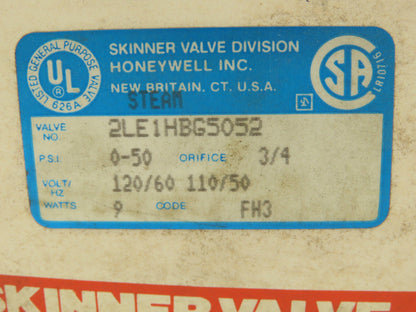 LISTED GENERAL PURPOSE VALVE
UL
626A
SKINNER VALVE DIVISION
HONEYWELL INC.
NEW BRITAIN, CT. U.S.A.
STEAM
SA
LR10716
VALVE NO. 2LE1HBG5052
P.S.I. 0-50 ORIFICE 3/4
VOLT/HZ 120/60 110/50
WATTS 9 CODE FH3
SKINNER VALVE